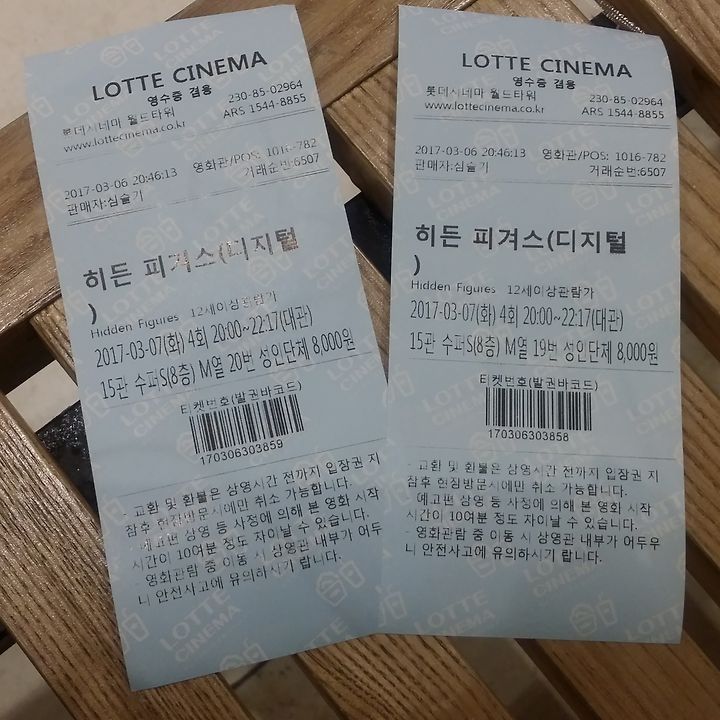 LOTTE CINEMA
영수증 겸용
롯데시네마 월드타워 230-85-02964
www.lottecinema.co.kr ARS 1544-8855
2017-03-06 20:46:13 영화관/POS: 1016-782
판매자:심슬기 거래순번:6507
히든 피겨스(디지털
)
Hidden Figures 12세이상관람가
2017-03-07(화) 4회 20:00~22:17(대관)
15관 수퍼S(8층) M열 20번 성인단체 8,000원
티켓번호(발권바코드)
170306303859
- 교환 및 환불은 상영시간 전까지 입장권 지
참후 현장방문시에만 취소 가능합니다.
- 예고편 상영 등 사정에 의해 본 영화 시작
시간이 10여분 정도 차이날 수 있습니다.
- 영화관람 중 이동 시 상영관 내부가 어두우
니 안전사고에 유의하시기 랍니다.
LOTTE CINEMA
영수증 겸용
롯데시네마 월드타워 230-85-02964
www.lottecinema.co.kr ARS 1544-8855
2017-03-06 20:46:13 영화관/POS: 1016-782
판매자:심슬기 거래순번:6507
히든 피겨스(디지털
)
Hidden Figures 12세이상관람가
2017-03-07(화) 4회 20:00~22:17(대관)
15관 수퍼S(8층) M열 19번 성인단체 8,000원
티켓번호(발권바코드)
170306303858
- 교환 및 환불은 상영시간 전까지 입장권 지
참후 현장방문시에만 취소 가능합니다.
- 예고편 상영 등 사정에 의해 본 영화 시작
시간이 10여분 정도 차이날 수 있습니다.
- 영화관람 중 이동 시 상영관 내부가 어두우
니 안전사고에 유의하시기 랍니다.